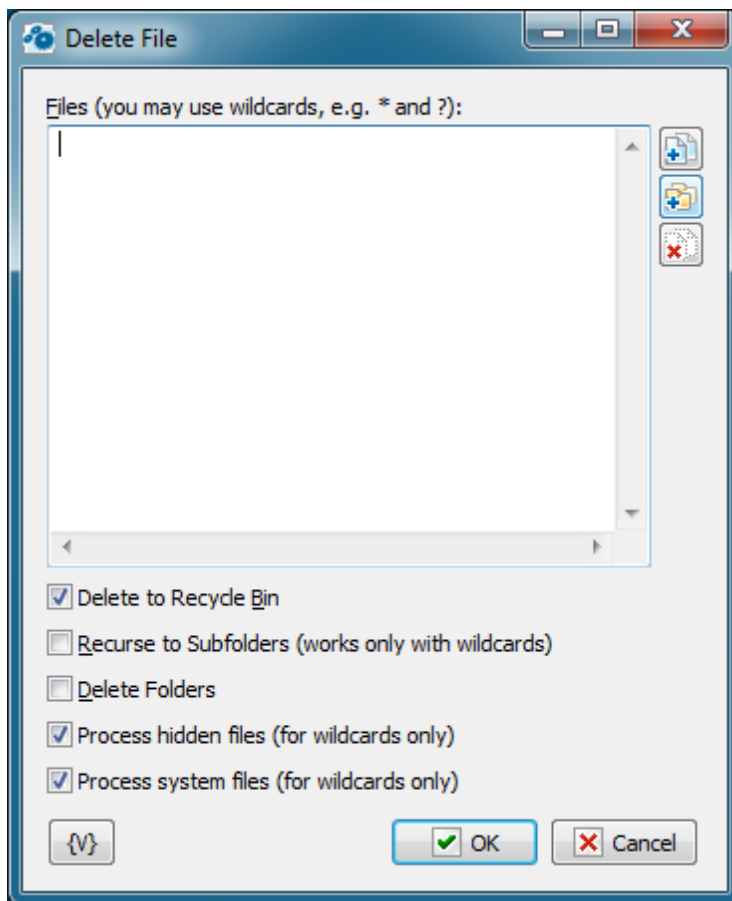 Delete File
Files (you may use wildcards, e.g. * and ?):
Delete to Recycle Bin
Recurse to Subfolders (works only with wildcards)
Delete Folders
Process hidden files (for wildcards only)
Process system files (for wildcards only)
{V} OK Cancel